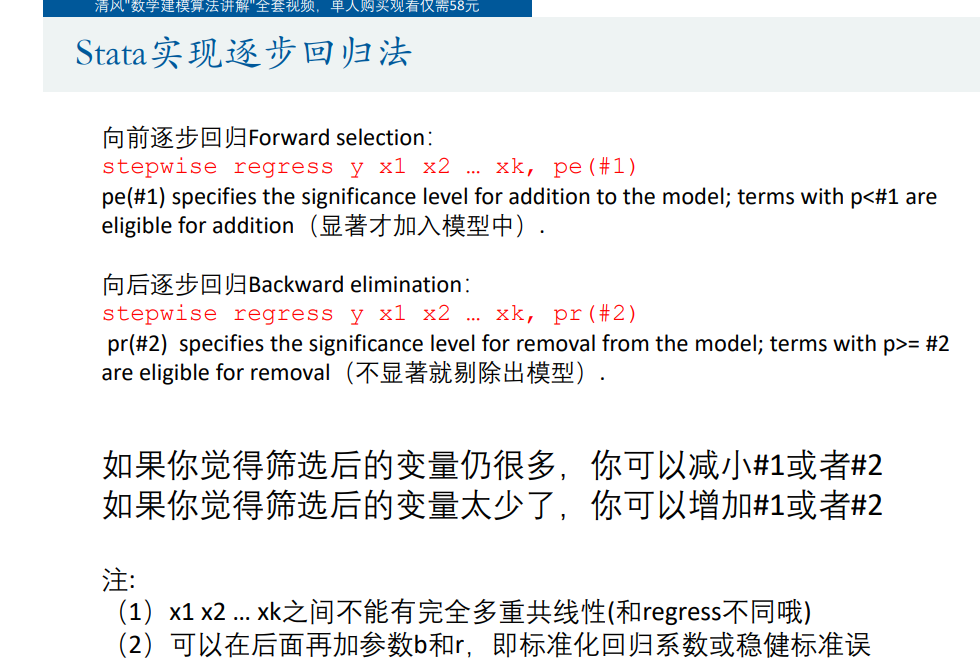 清风"数学建模算法讲解"全套视频，单人购买观看仅需58元
Stata实现逐步回归法
向前逐步回归Forward selection：
stepwise regress y x1 x2 … xk, pe(#1)
pe(#1) specifies the significance level for addition to the model; terms with p<#1 are
eligible for addition（显著才加入模型中）.
向后逐步回归Backward elimination：
stepwise regress y x1 x2 … xk, pr(#2)
pr(#2) specifies the significance level for removal from the model; terms with p>= #2
are eligible for removal（不显著就剔除出模型）.
如果你觉得筛选后的变量仍很多，你可以减小#1或者#2
如果你觉得筛选后的变量太少了，你可以增加#1或者#2
注:
（1）x1 x2 … xk之间不能有完全多重共线性(和regress不同哦)
（2）可以在后面再加参数b和r，即标准化回归系数或稳健标准误